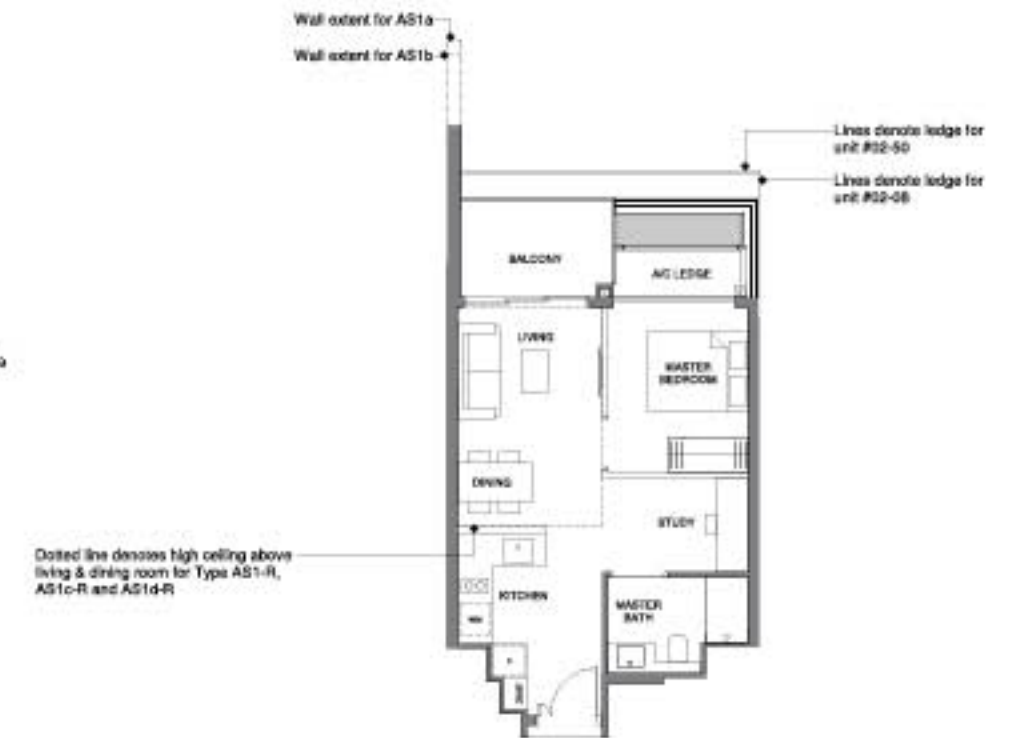 Wall extent for AS1a
Wall extent for AS1b
Lines denote ledge for
unit #02-50
Lines denote ledge for
unit #02-08
BALCONY
A/C LEDGE
LIVING
MASTER
BEDROOM
DINING
STUDY
Dotted line denotes high ceiling above
living & dining room for Type AS1-R,
AS1c-R and AS1d-R
KITCHEN
MASTER
BATH
F